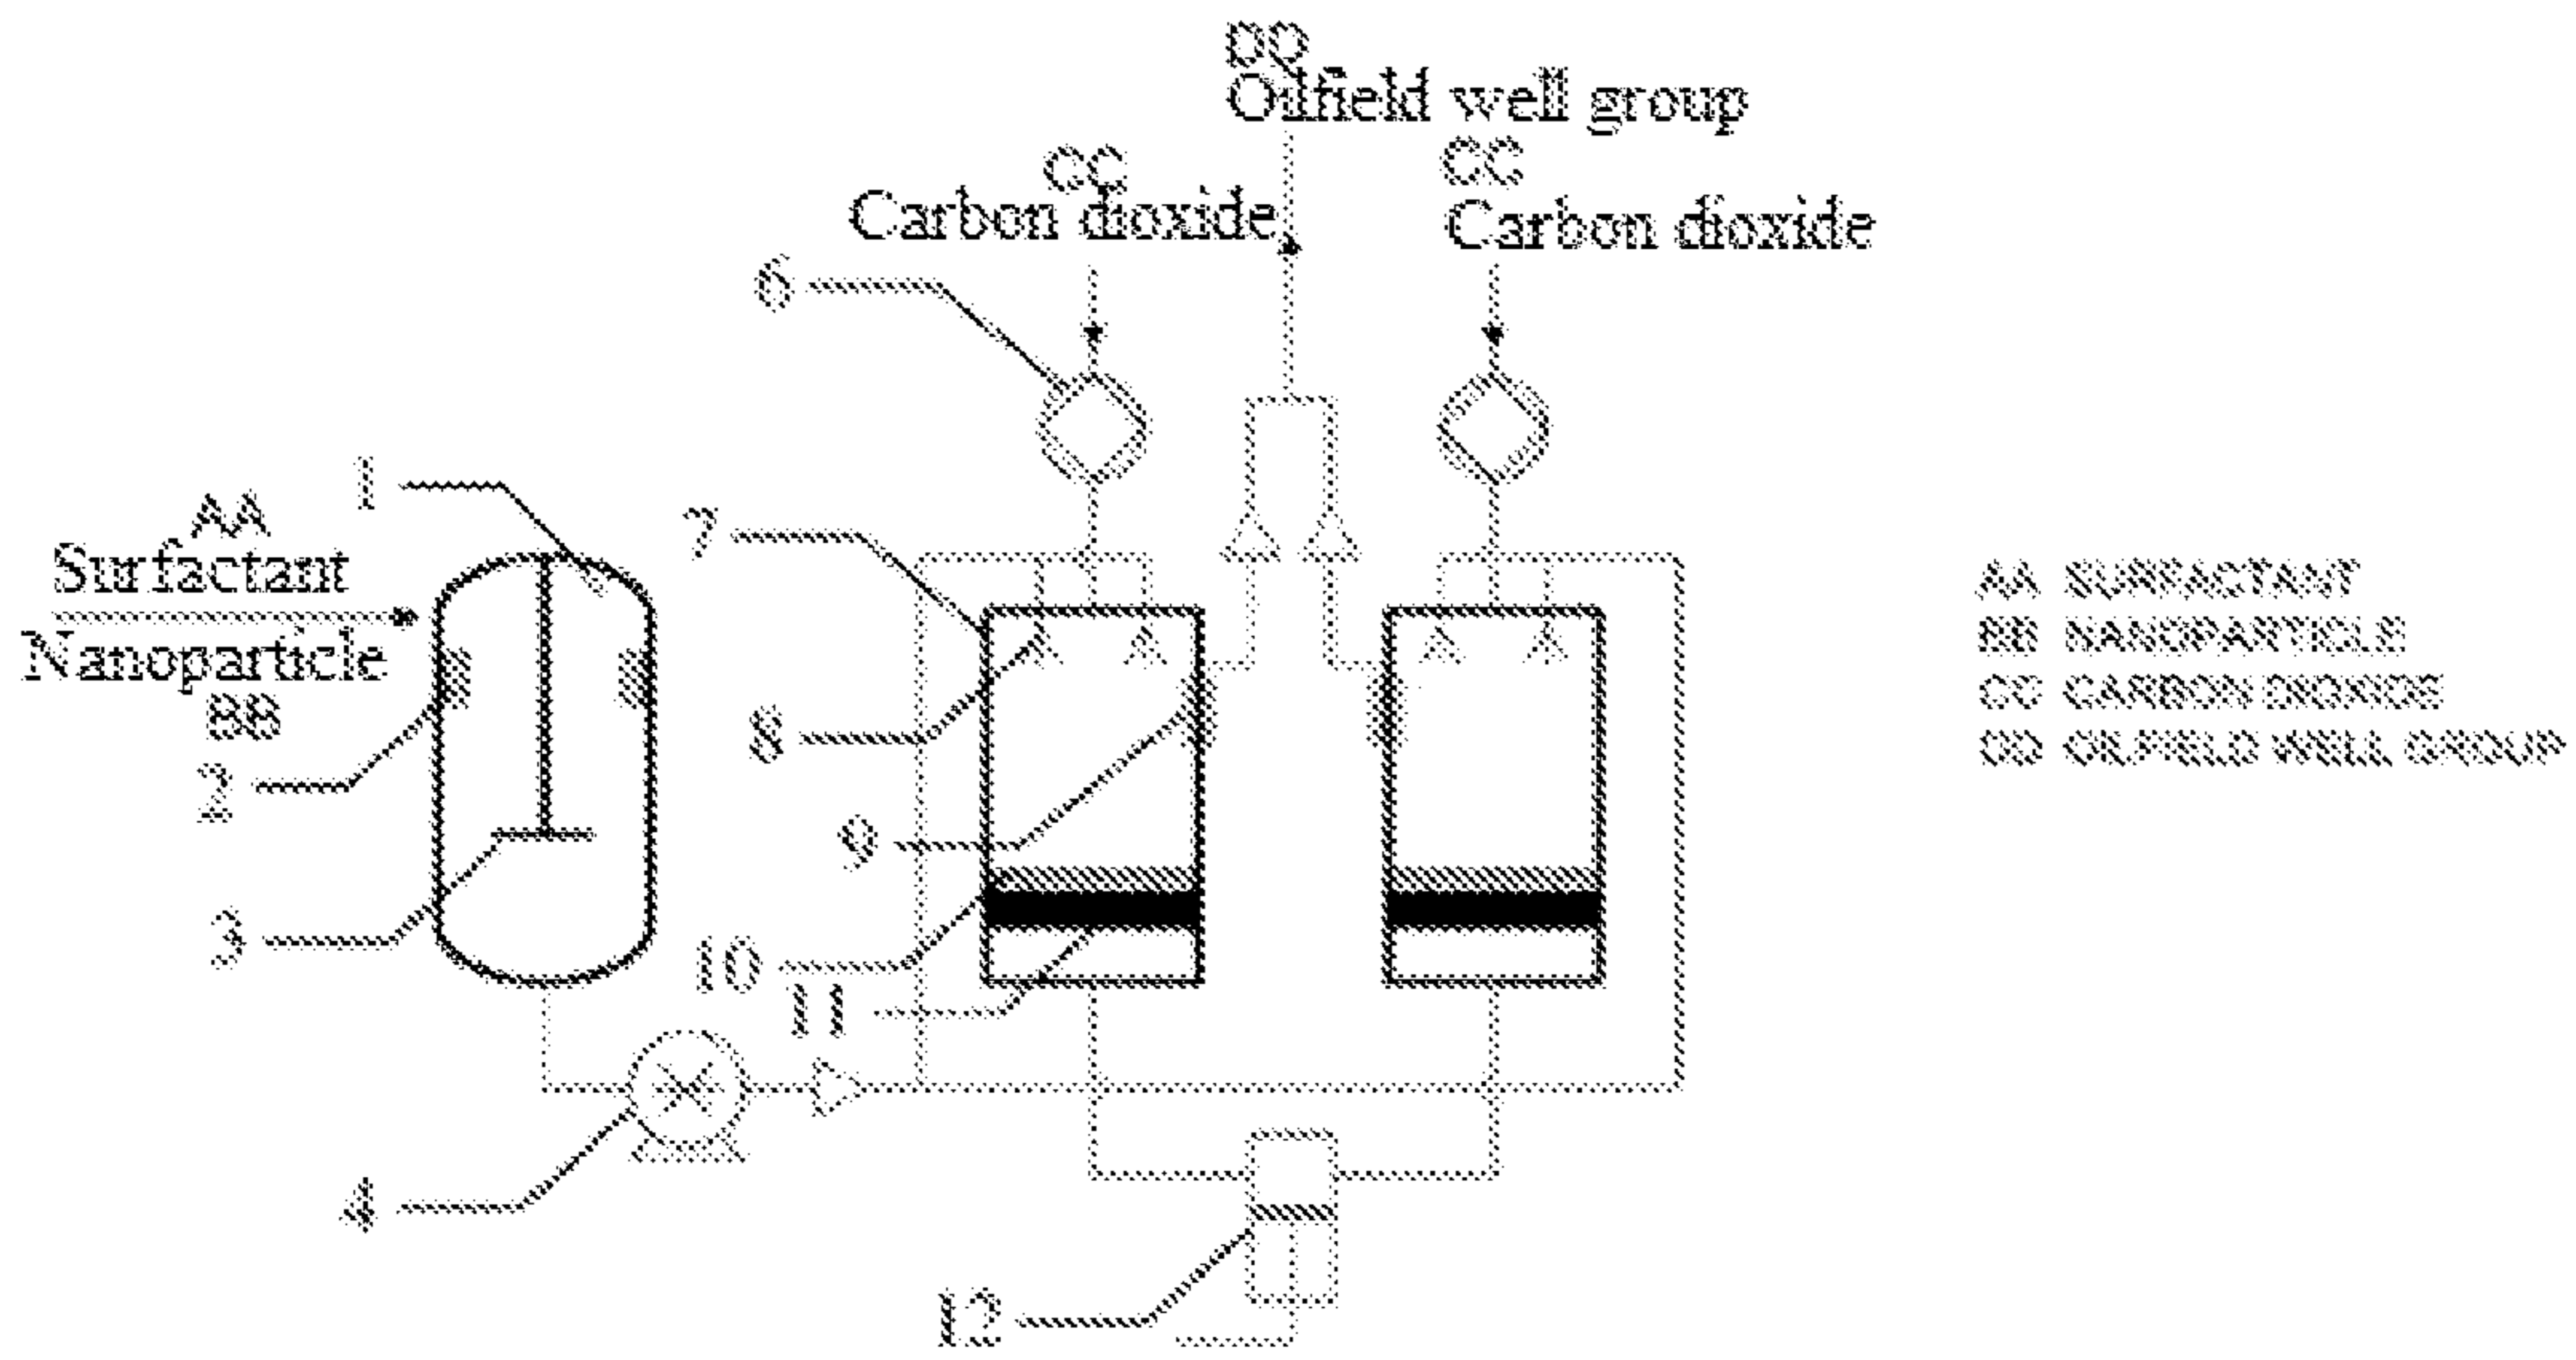 DD
Oilfield well group
CC
Carbon dioxide
CC
Carbon dioxide
6
1
7
AA
Surfactant
Nanoparticle
BB
2
8
9
3
10
11
4
12
AA SURFACTANT
BB NANOPARTICLE
CC CARBON DIOXIDE
DD OILFIELD WELL GROUP